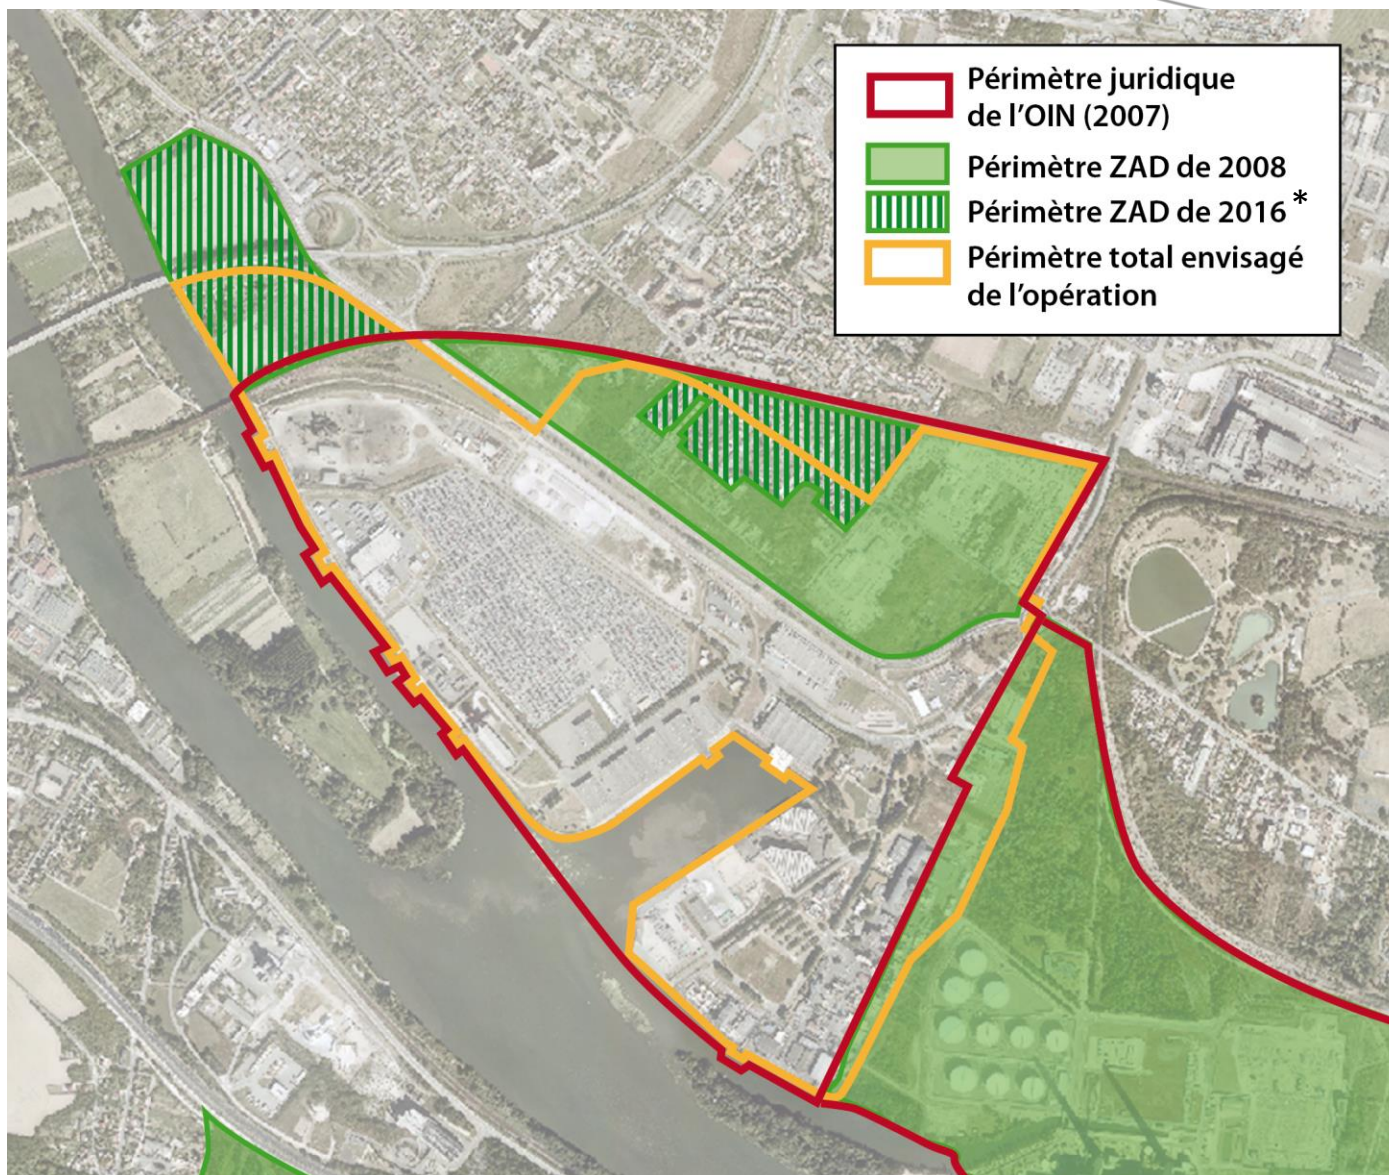 Périmètre juridique
de l'OIN (2007)
Périmètre ZAD de 2008
Périmètre ZAD de 2016 *
Périmètre total envisagé
de l'opération